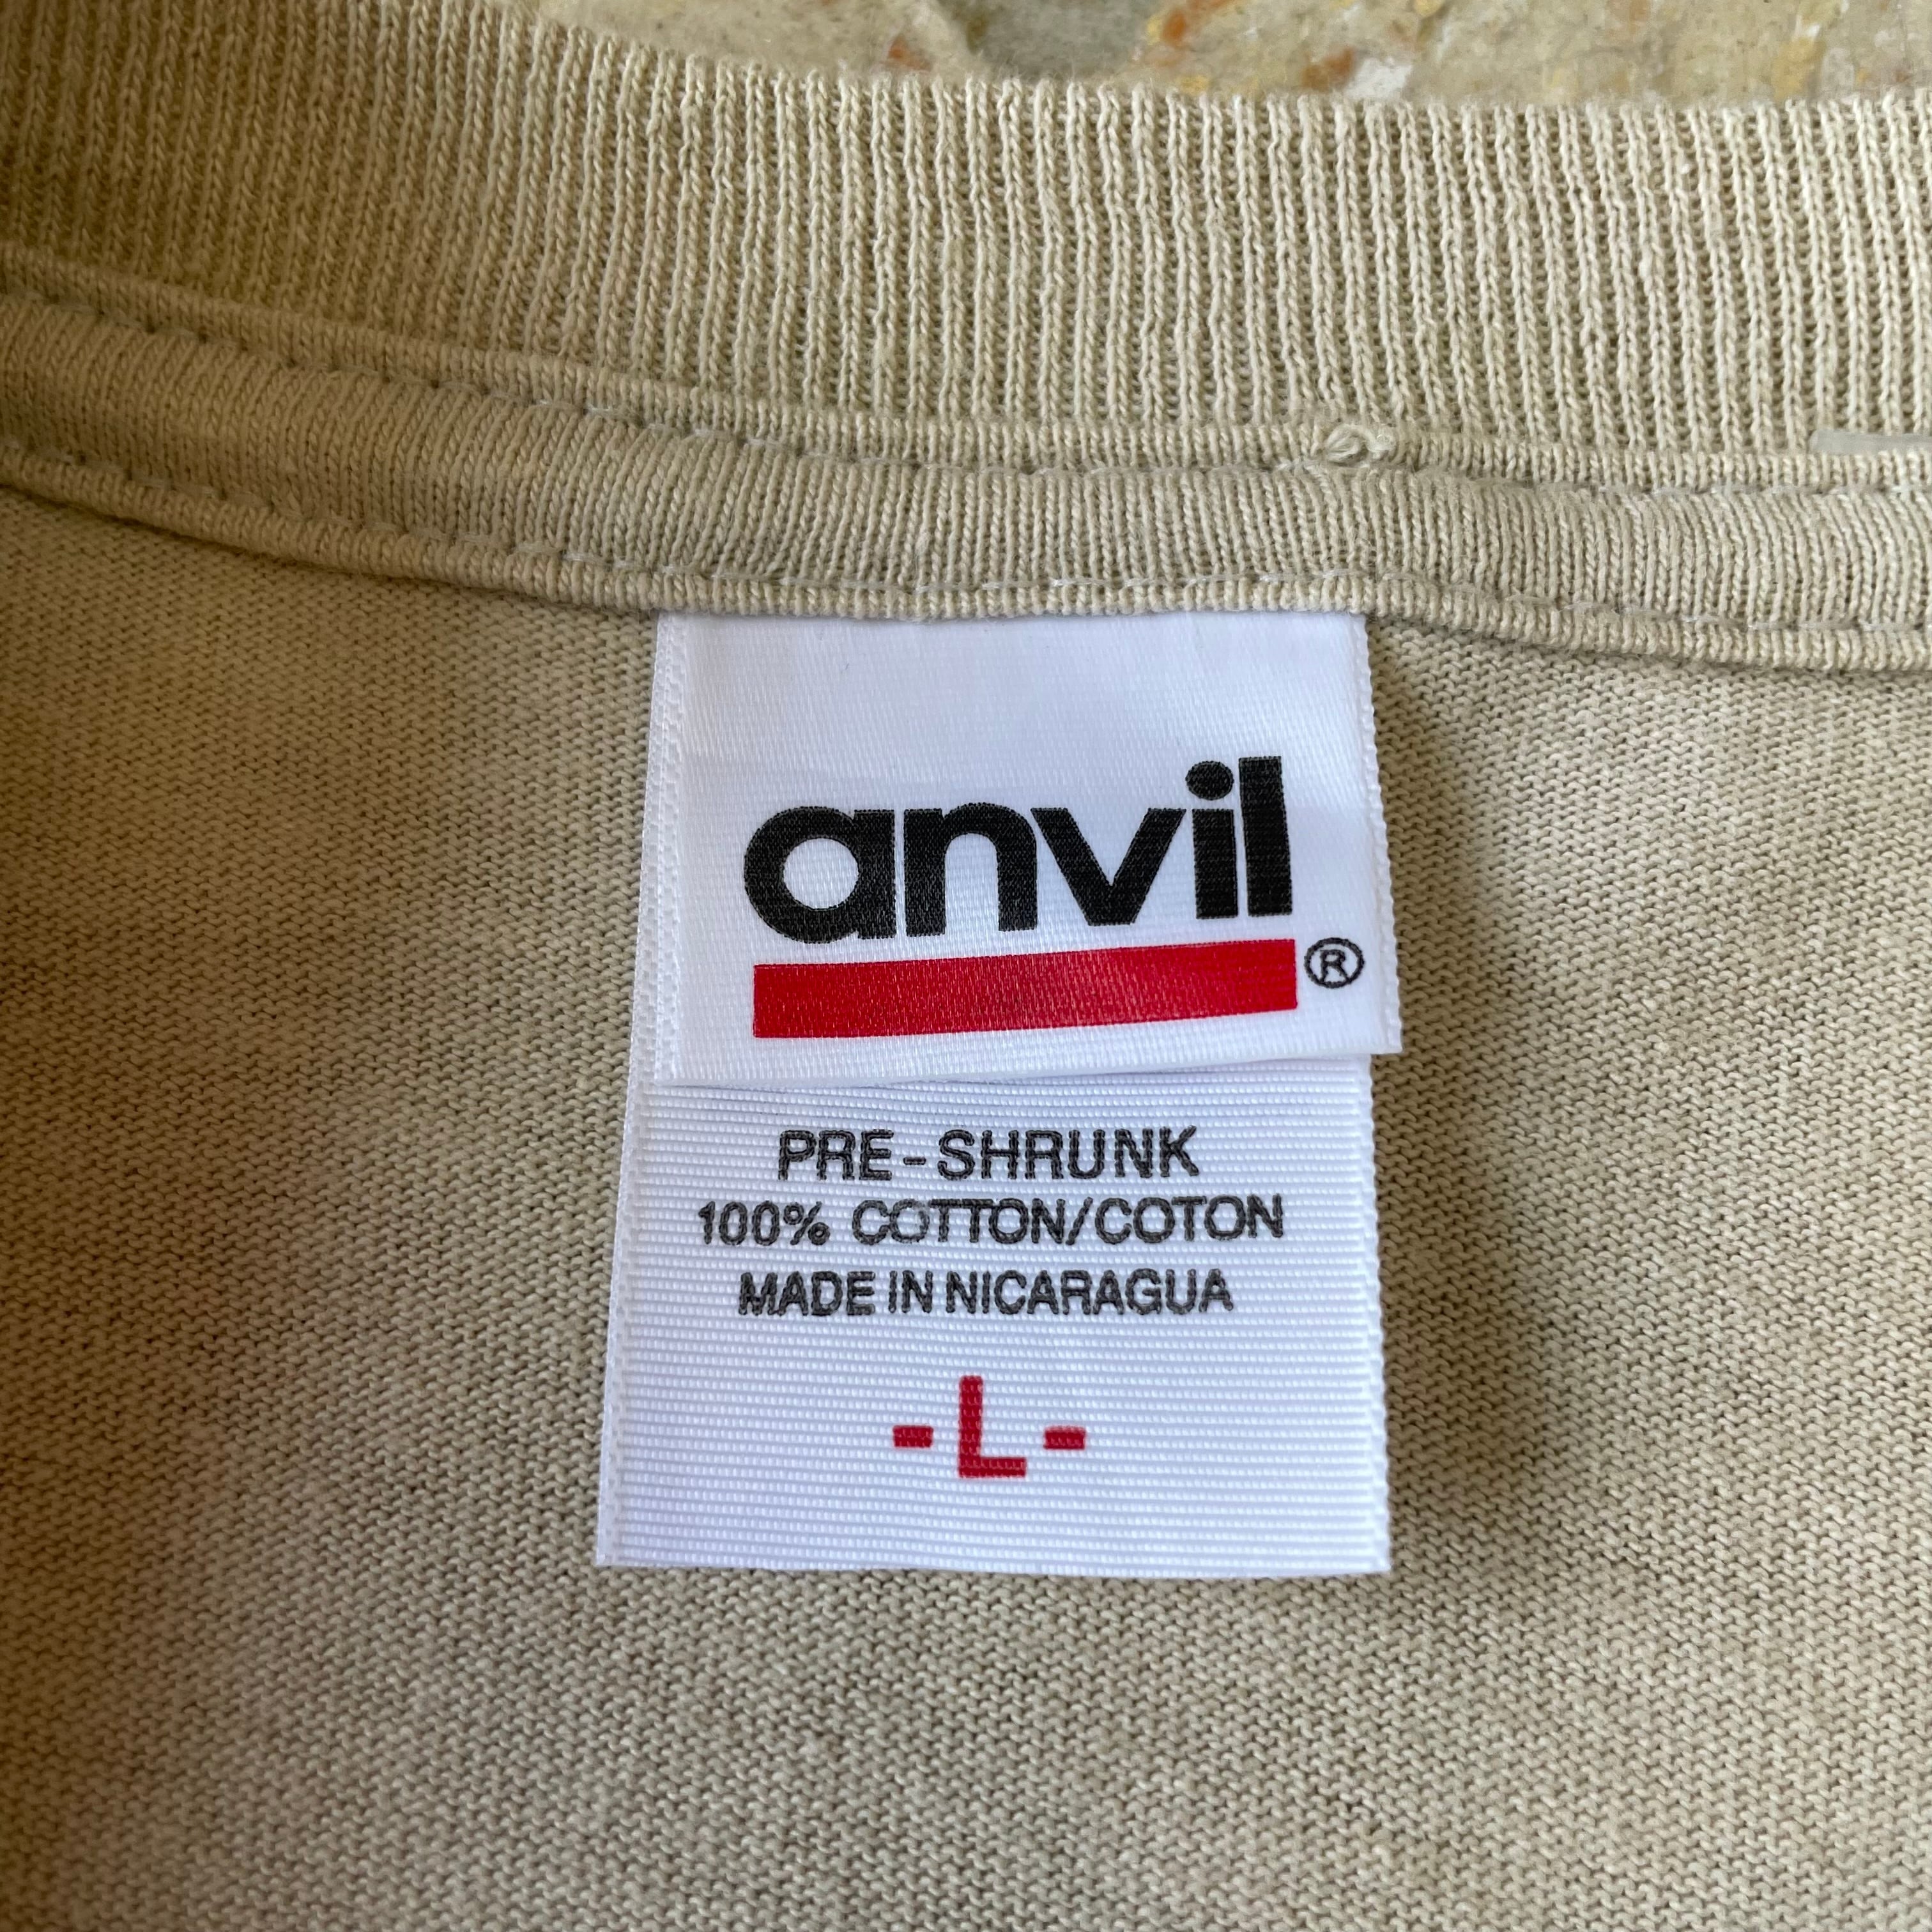 anvil
®
PRE-SHRUNK
100% COTTON/COTON
MADE IN NICARAGUA
-L-